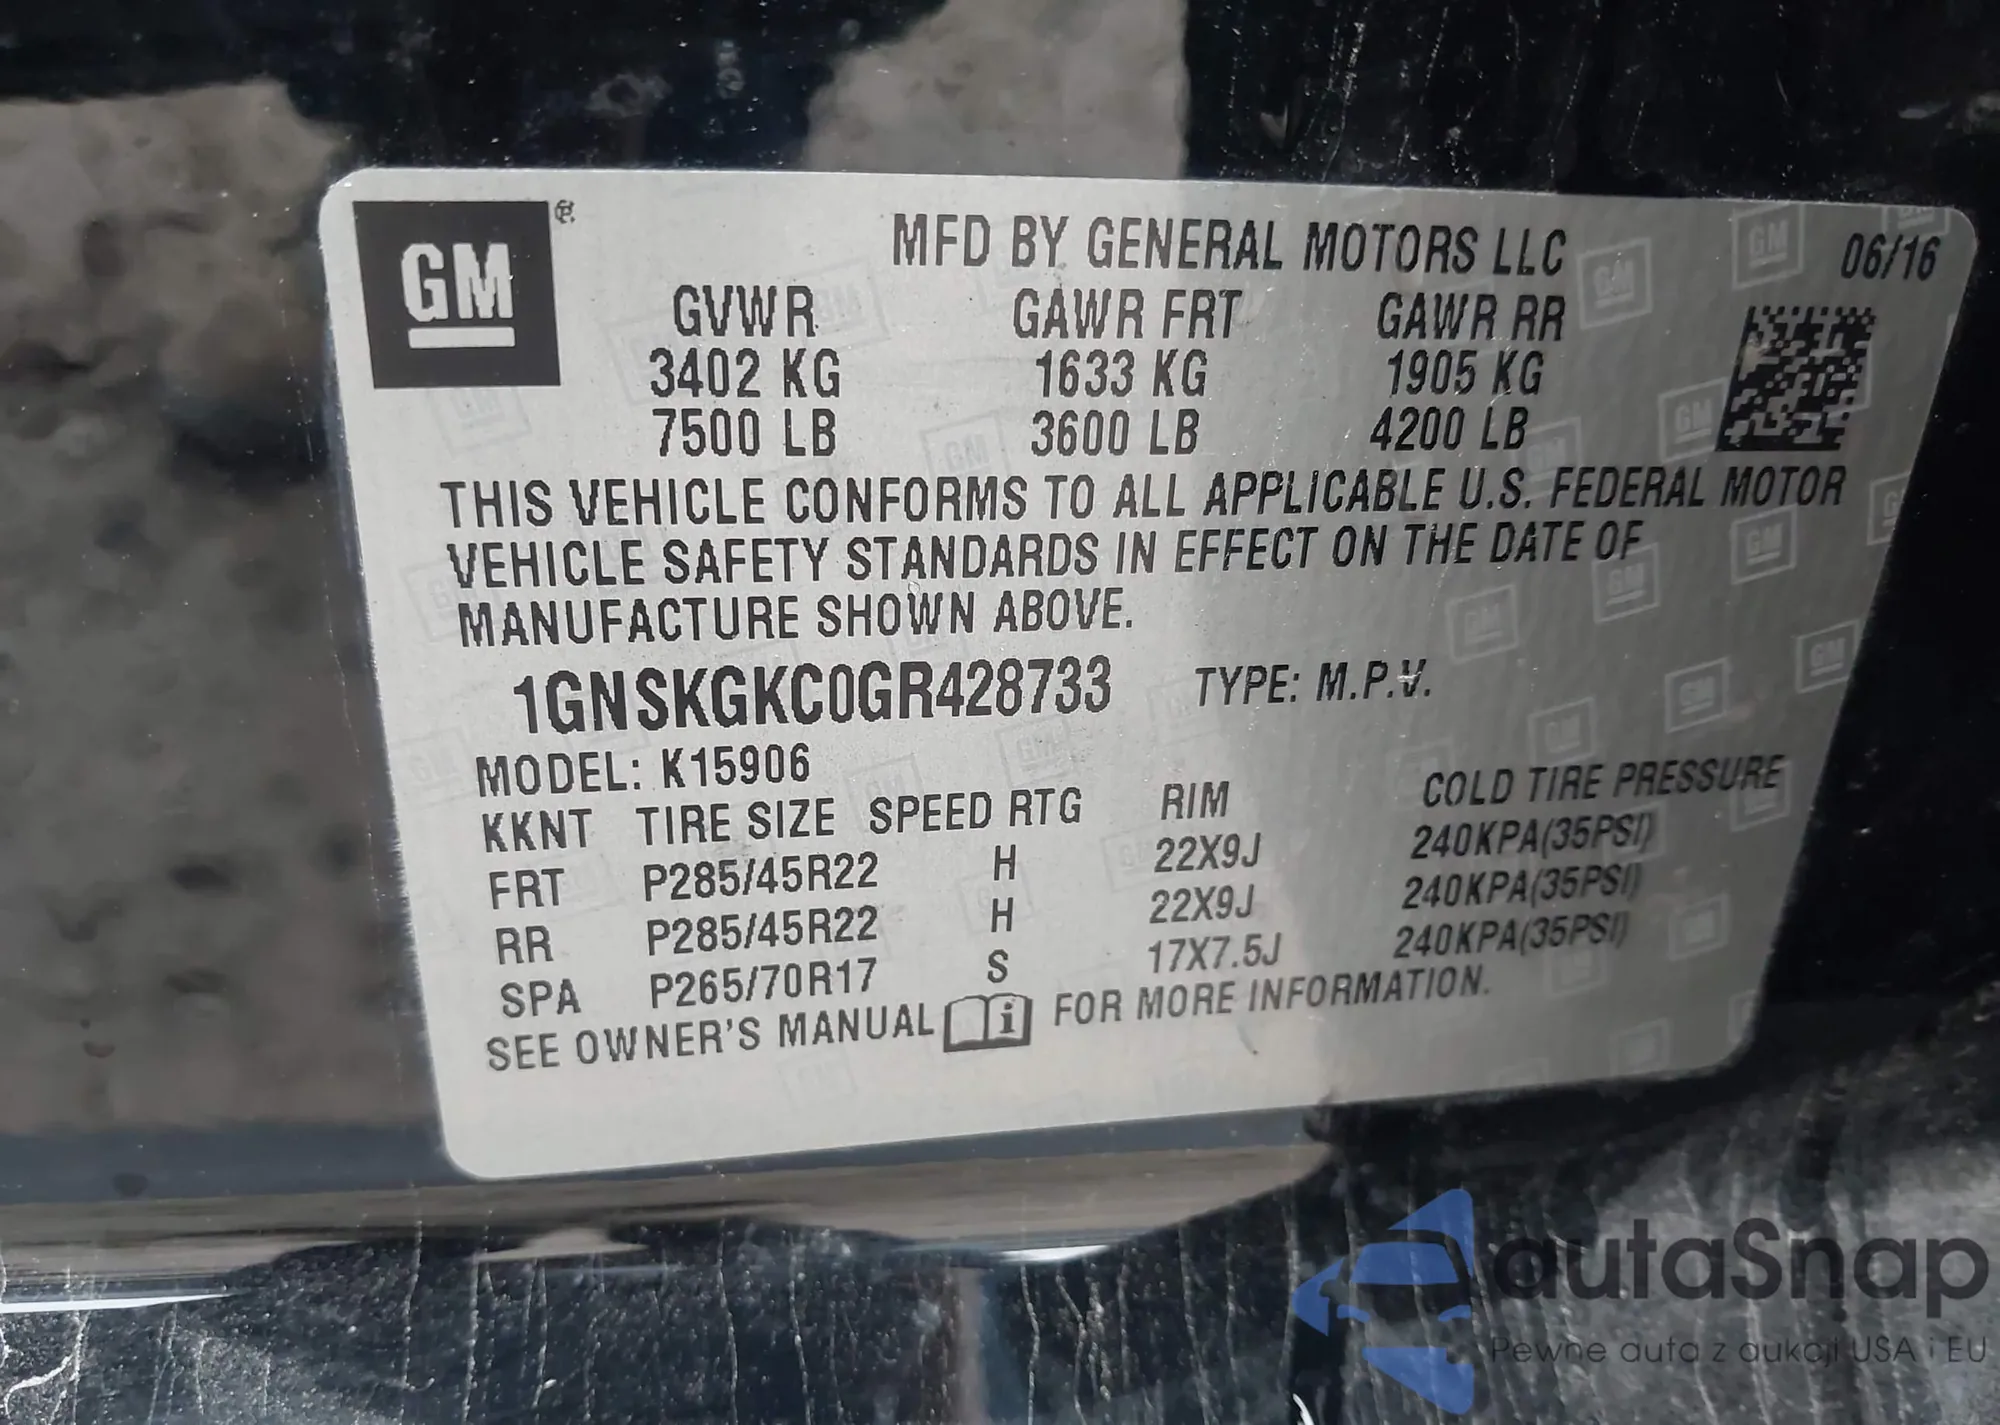 GM
MFD BY GENERAL MOTORS LLC 06/16
GVWR GAWR FRT GAWR RR
3402 KG 1633 KG 1905 KG
7500 LB 3600 LB 4200 LB
THIS VEHICLE CONFORMS TO ALL APPLICABLE U.S. FEDERAL MOTOR
VEHICLE SAFETY STANDARDS IN EFFECT ON THE DATE OF
MANUFACTURE SHOWN ABOVE.
1GNSKGKC0GR428733 TYPE: M.P.V.
MODEL: K15906
KKNT TIRE SIZE SPEED RTG RIM COLD TIRE PRESSURE
FRT P285/45R22 H 22X9J 240KPA(35PSI)
RR P285/45R22 H 22X9J 240KPA(35PSI)
SPA P265/70R17 S 17X7.5J 240KPA(35PSI)
SEE OWNER'S MANUAL i FOR MORE INFORMATION.
autaSnap
Pewne auta z aukcji USA i EU